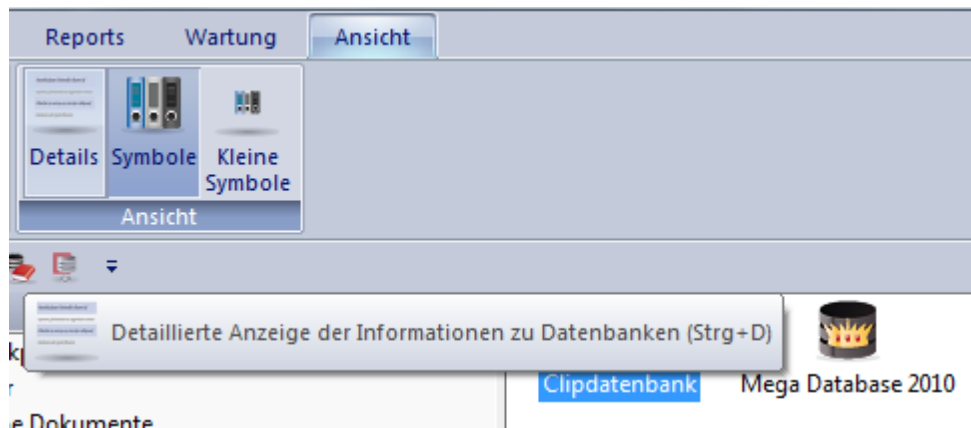 Reports Wartung Ansicht
Details Symbole Kleine
Symbole
Ansicht
Detaillierte Anzeige der Informationen zu Datenbanken (Strg+D)
Clipdatenbank Mega Database 2010
e Dokumente